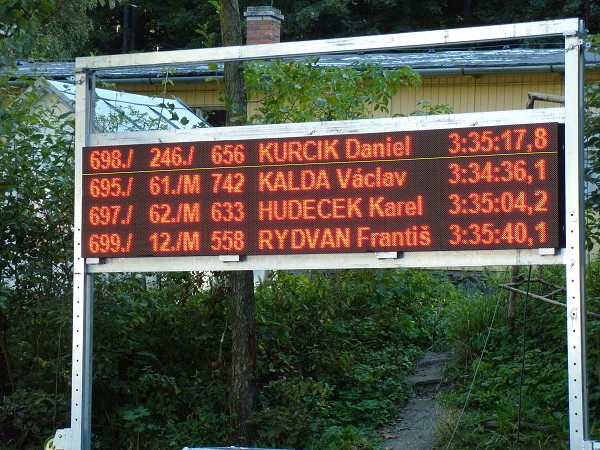 698./ 246./ 656 KURCIK Daniel 3:35:17,8
695./ 61./M 742 KALDA Václav 3:34:36,1
697./ 62./M 633 HUDECEK Karel 3:35:04,2
699./ 12./M 558 RYDVAN Františ 3:35:40,1